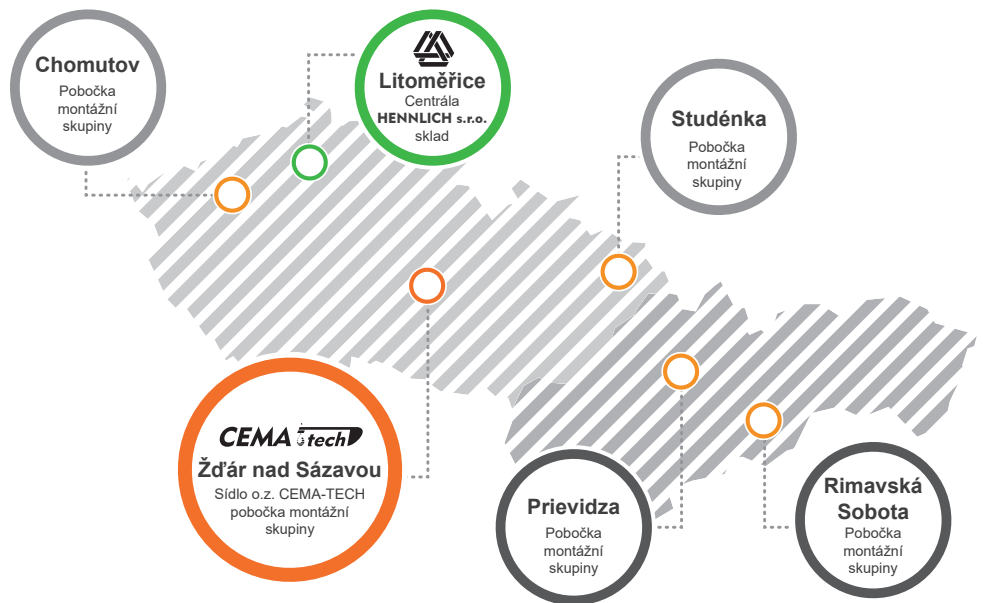 Chomutov
Pobočka
montážní
skupiny
Litoměřice
Centrála
HENNLICH s.r.o.
sklad
Studénka
Pobočka
montážní
skupiny
CEMA tech
Žďár nad Sázavou
Sídlo o.z. CEMA-TECH
pobočka montážní
skupiny
Prievidza
Pobočka
montážní
skupiny
Rimavská
Sobota
Pobočka
montážní
skupiny